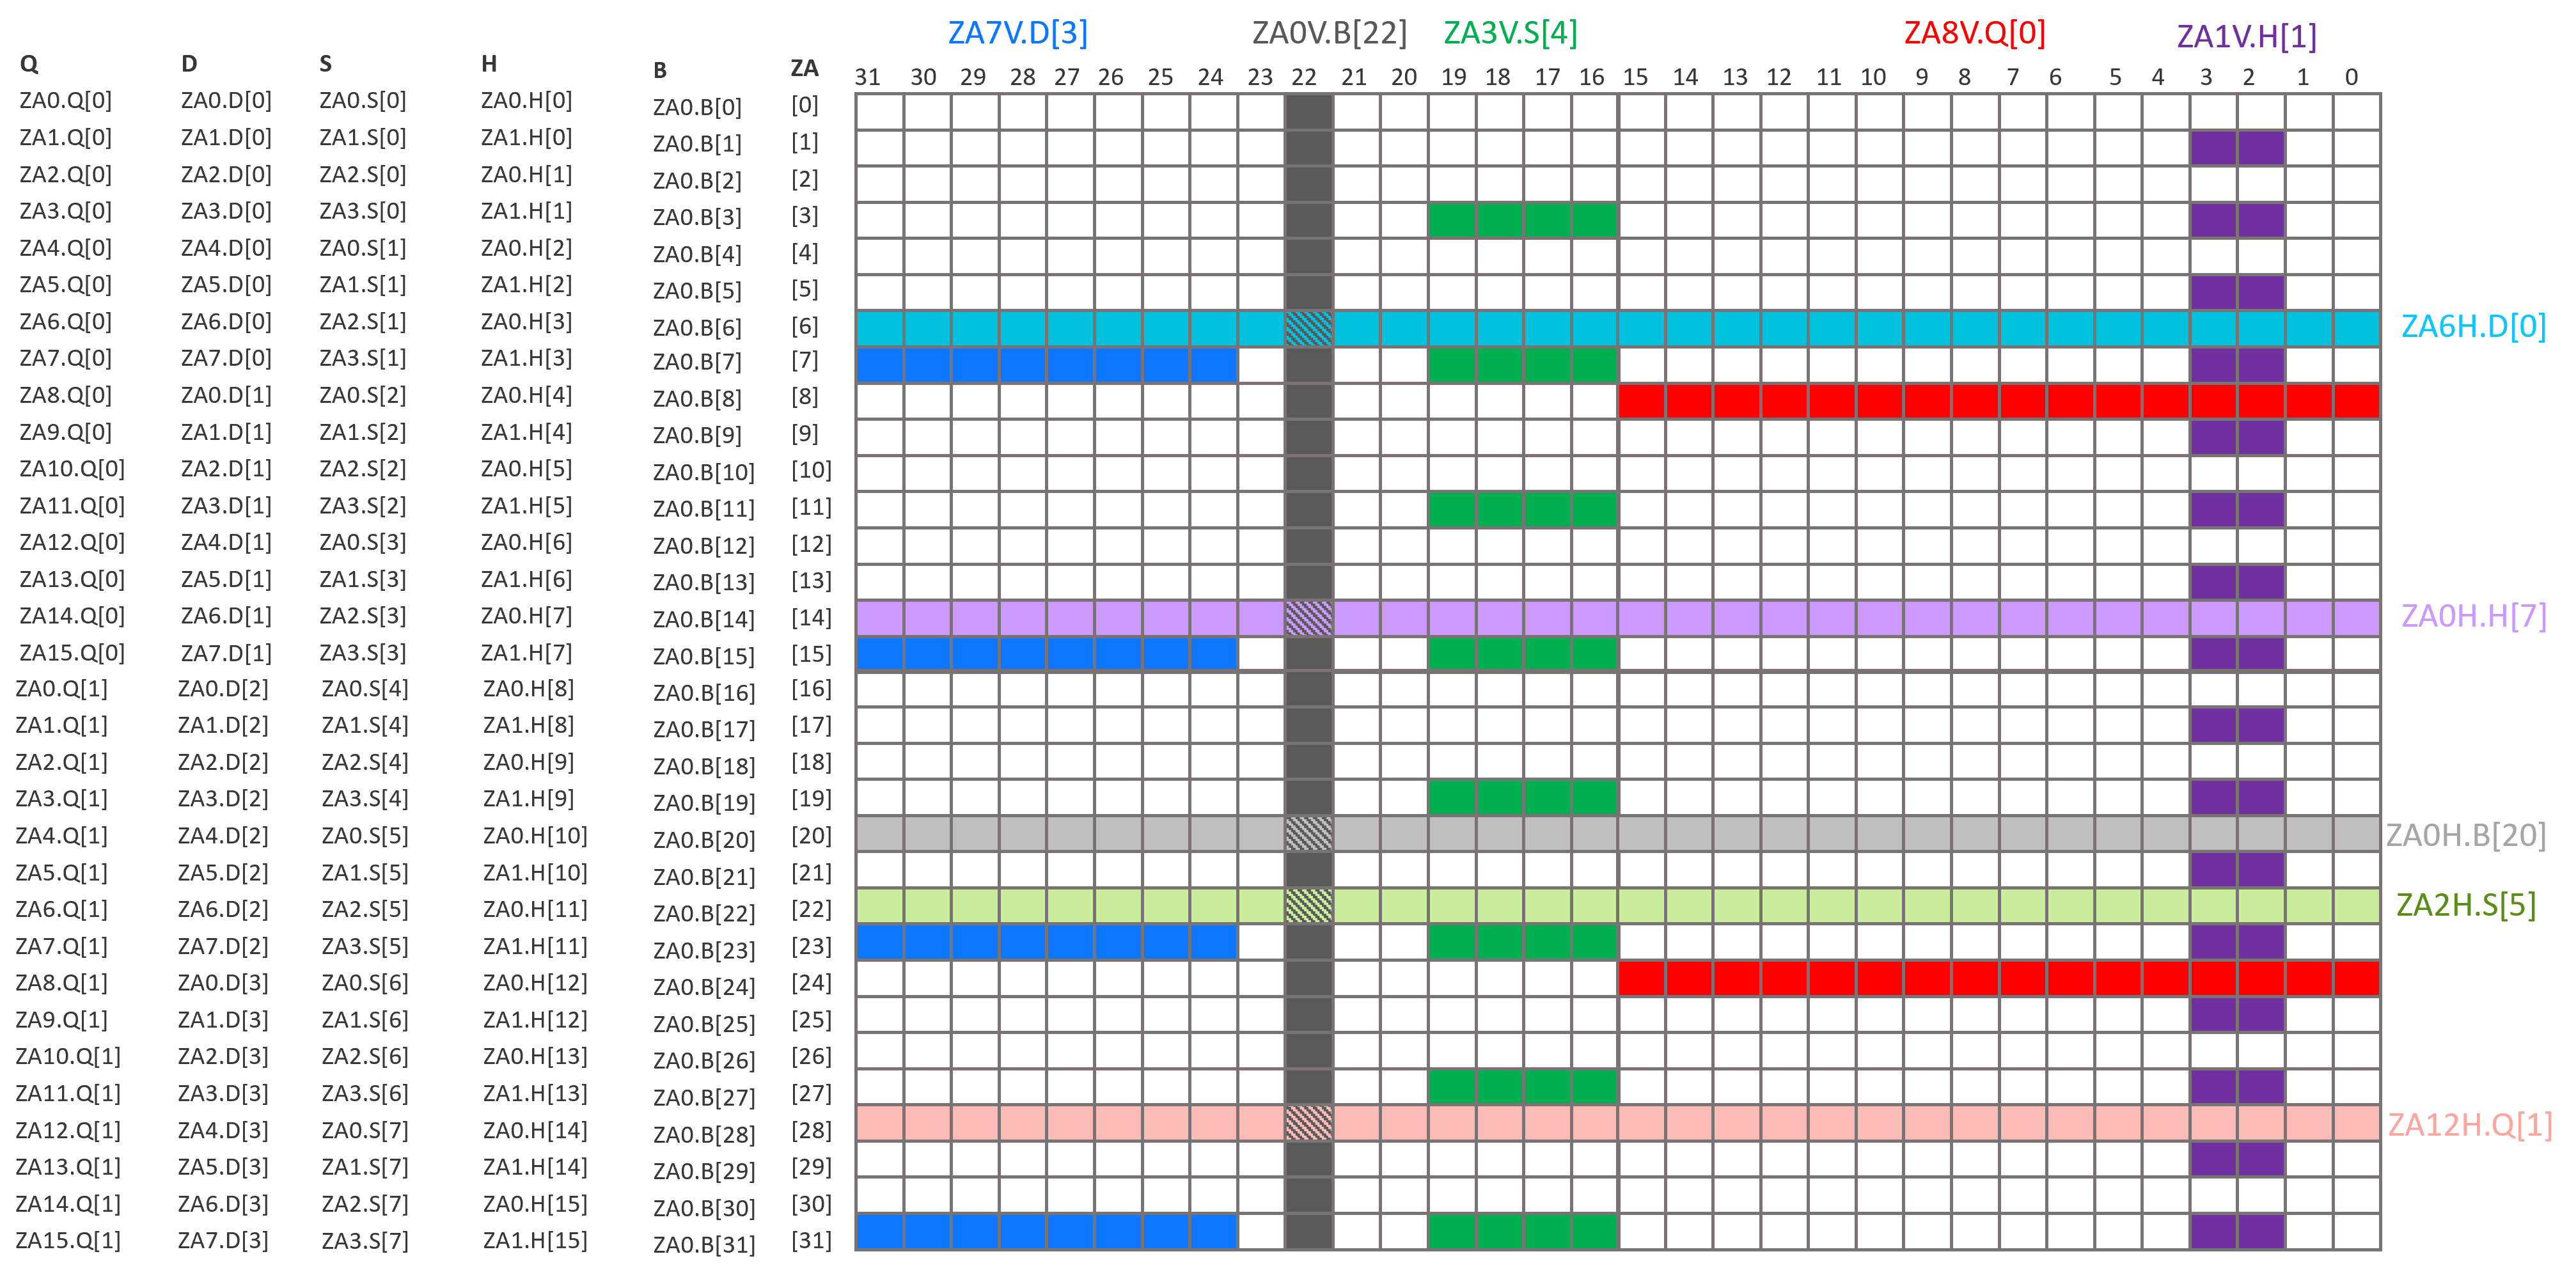 ZA7V.D[3] ZA0V.B[22] ZA3V.S[4] ZA8V.Q[0] ZA1V.H[1]
Q D S H B ZA 31 30 29 28 27 26 25 24 23 22 21 20 19 18 17 16 15 14 13 12 11 10 9 8 7 6 5 4 3 2 1 0
ZA0.Q[0] ZA0.D[0] ZA0.S[0] ZA0.H[0] ZA0.B[0] [0]
ZA1.Q[0] ZA1.D[0] ZA1.S[0] ZA1.H[0] ZA0.B[1] [1]
ZA2.Q[0] ZA2.D[0] ZA2.S[0] ZA0.H[1] ZA0.B[2] [2]
ZA3.Q[0] ZA3.D[0] ZA3.S[0] ZA1.H[1] ZA0.B[3] [3]
ZA4.Q[0] ZA4.D[0] ZA0.S[1] ZA0.H[2] ZA0.B[4] [4]
ZA5.Q[0] ZA5.D[0] ZA1.S[1] ZA1.H[2] ZA0.B[5] [5]
ZA6.Q[0] ZA6.D[0] ZA2.S[1] ZA0.H[3] ZA0.B[6] [6] ZA6H.D[0]
ZA7.Q[0] ZA7.D[0] ZA3.S[1] ZA1.H[3] ZA0.B[7] [7]
ZA8.Q[0] ZA0.D[1] ZA0.S[2] ZA0.H[4] ZA0.B[8] [8]
ZA9.Q[0] ZA1.D[1] ZA1.S[2] ZA1.H[4] ZA0.B[9] [9]
ZA10.Q[0] ZA2.D[1] ZA2.S[2] ZA0.H[5] ZA0.B[10] [10]
ZA11.Q[0] ZA3.D[1] ZA3.S[2] ZA1.H[5] ZA0.B[11] [11]
ZA12.Q[0] ZA4.D[1] ZA0.S[3] ZA0.H[6] ZA0.B[12] [12]
ZA13.Q[0] ZA5.D[1] ZA1.S[3] ZA1.H[6] ZA0.B[13] [13]
ZA14.Q[0] ZA6.D[1] ZA2.S[3] ZA0.H[7] ZA0.B[14] [14] ZA0H.H[7]
ZA15.Q[0] ZA7.D[1] ZA3.S[3] ZA1.H[7] ZA0.B[15] [15]
ZA0.Q[1] ZA0.D[2] ZA0.S[4] ZA0.H[8] ZA0.B[16] [16]
ZA1.Q[1] ZA1.D[2] ZA1.S[4] ZA1.H[8] ZA0.B[17] [17]
ZA2.Q[1] ZA2.D[2] ZA2.S[4] ZA0.H[9] ZA0.B[18] [18]
ZA3.Q[1] ZA3.D[2] ZA3.S[4] ZA1.H[9] ZA0.B[19] [19]
ZA4.Q[1] ZA4.D[2] ZA0.S[5] ZA0.H[10] ZA0.B[20] [20] ZA0H.B[20]
ZA5.Q[1] ZA5.D[2] ZA1.S[5] ZA1.H[10] ZA0.B[21] [21]
ZA6.Q[1] ZA6.D[2] ZA2.S[5] ZA0.H[11] ZA0.B[22] [22] ZA2H.S[5]
ZA7.Q[1] ZA7.D[2] ZA3.S[5] ZA1.H[11] ZA0.B[23] [23]
ZA8.Q[1] ZA0.D[3] ZA0.S[6] ZA0.H[12] ZA0.B[24] [24]
ZA9.Q[1] ZA1.D[3] ZA1.S[6] ZA1.H[12] ZA0.B[25] [25]
ZA10.Q[1] ZA2.D[3] ZA2.S[6] ZA0.H[13] ZA0.B[26] [26]
ZA11.Q[1] ZA3.D[3] ZA3.S[6] ZA1.H[13] ZA0.B[27] [27]
ZA12.Q[1] ZA4.D[3] ZA0.S[7] ZA0.H[14] ZA0.B[28] [28] ZA12H.Q[1]
ZA13.Q[1] ZA5.D[3] ZA1.S[7] ZA1.H[14] ZA0.B[29] [29]
ZA14.Q[1] ZA6.D[3] ZA2.S[7] ZA0.H[15] ZA0.B[30] [30]
ZA15.Q[1] ZA7.D[3] ZA3.S[7] ZA1.H[15] ZA0.B[31] [31]